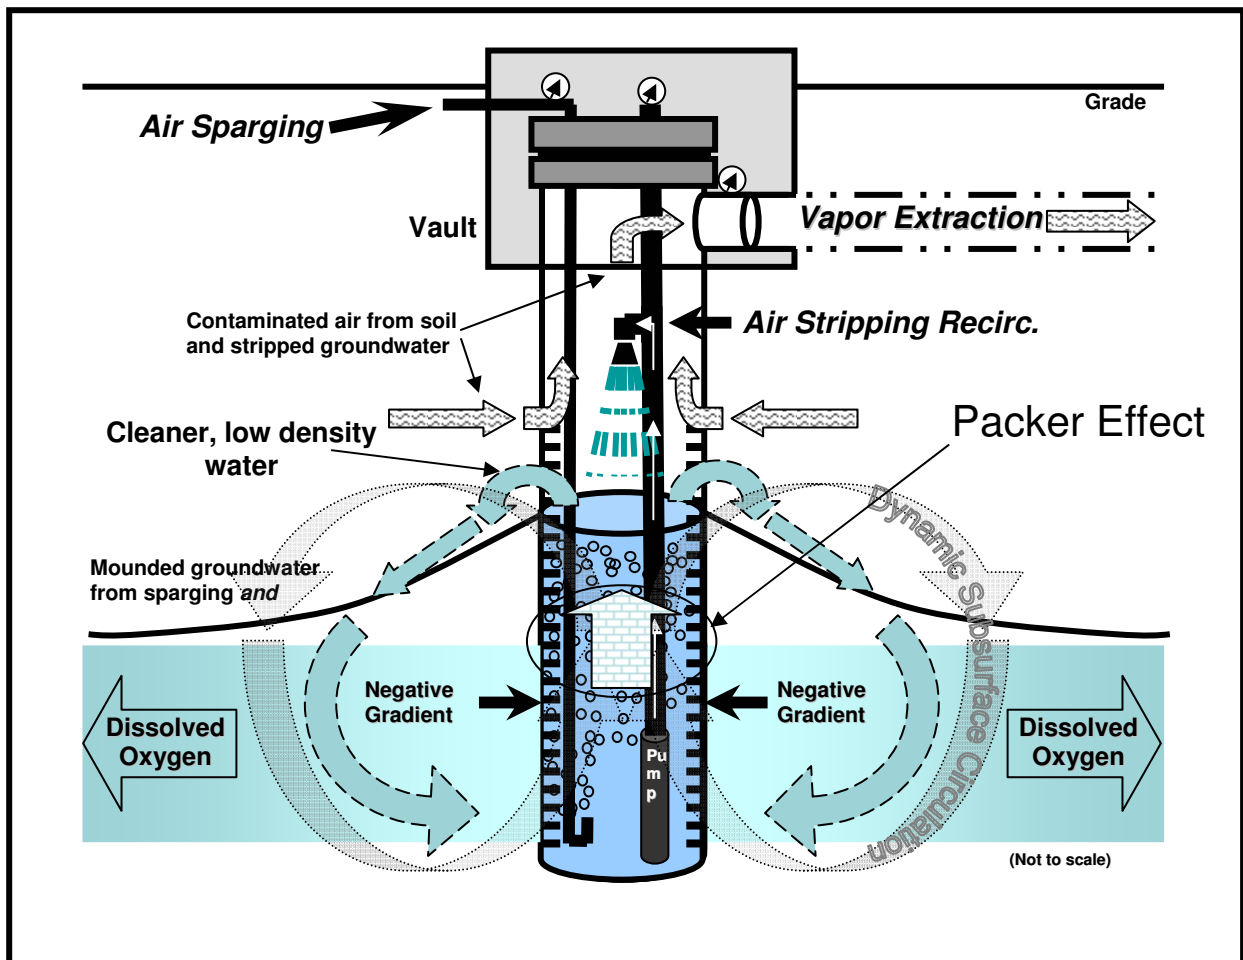 Grade
Air Sparging
Vault
Vapor Extraction
Contaminated air from soil
and stripped groundwater
Air Stripping Recirc.
Cleaner, low density
water
Packer Effect
Dynamic Subsurface Circulation
Mounded groundwater
from sparging and
Negative
Gradient
Negative
Gradient
Dissolved
Oxygen
Dissolved
Oxygen
Pu
m
p
(Not to scale)